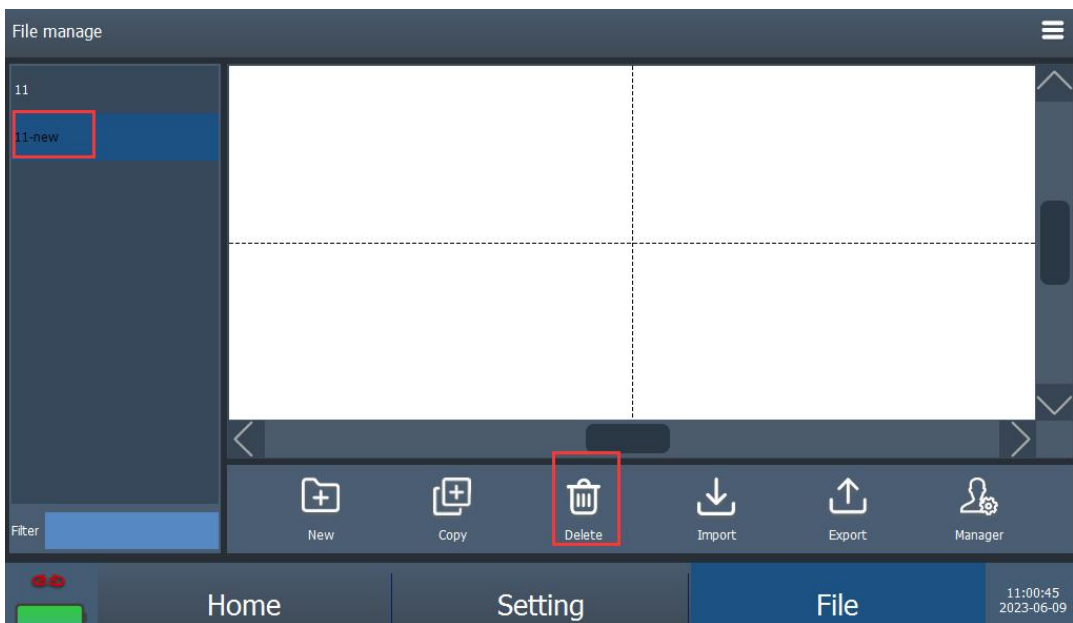 File manage
11
11-new
Filter
New Copy Delete Import Export Manager
Home Setting File
11:00:45
2023-06-09